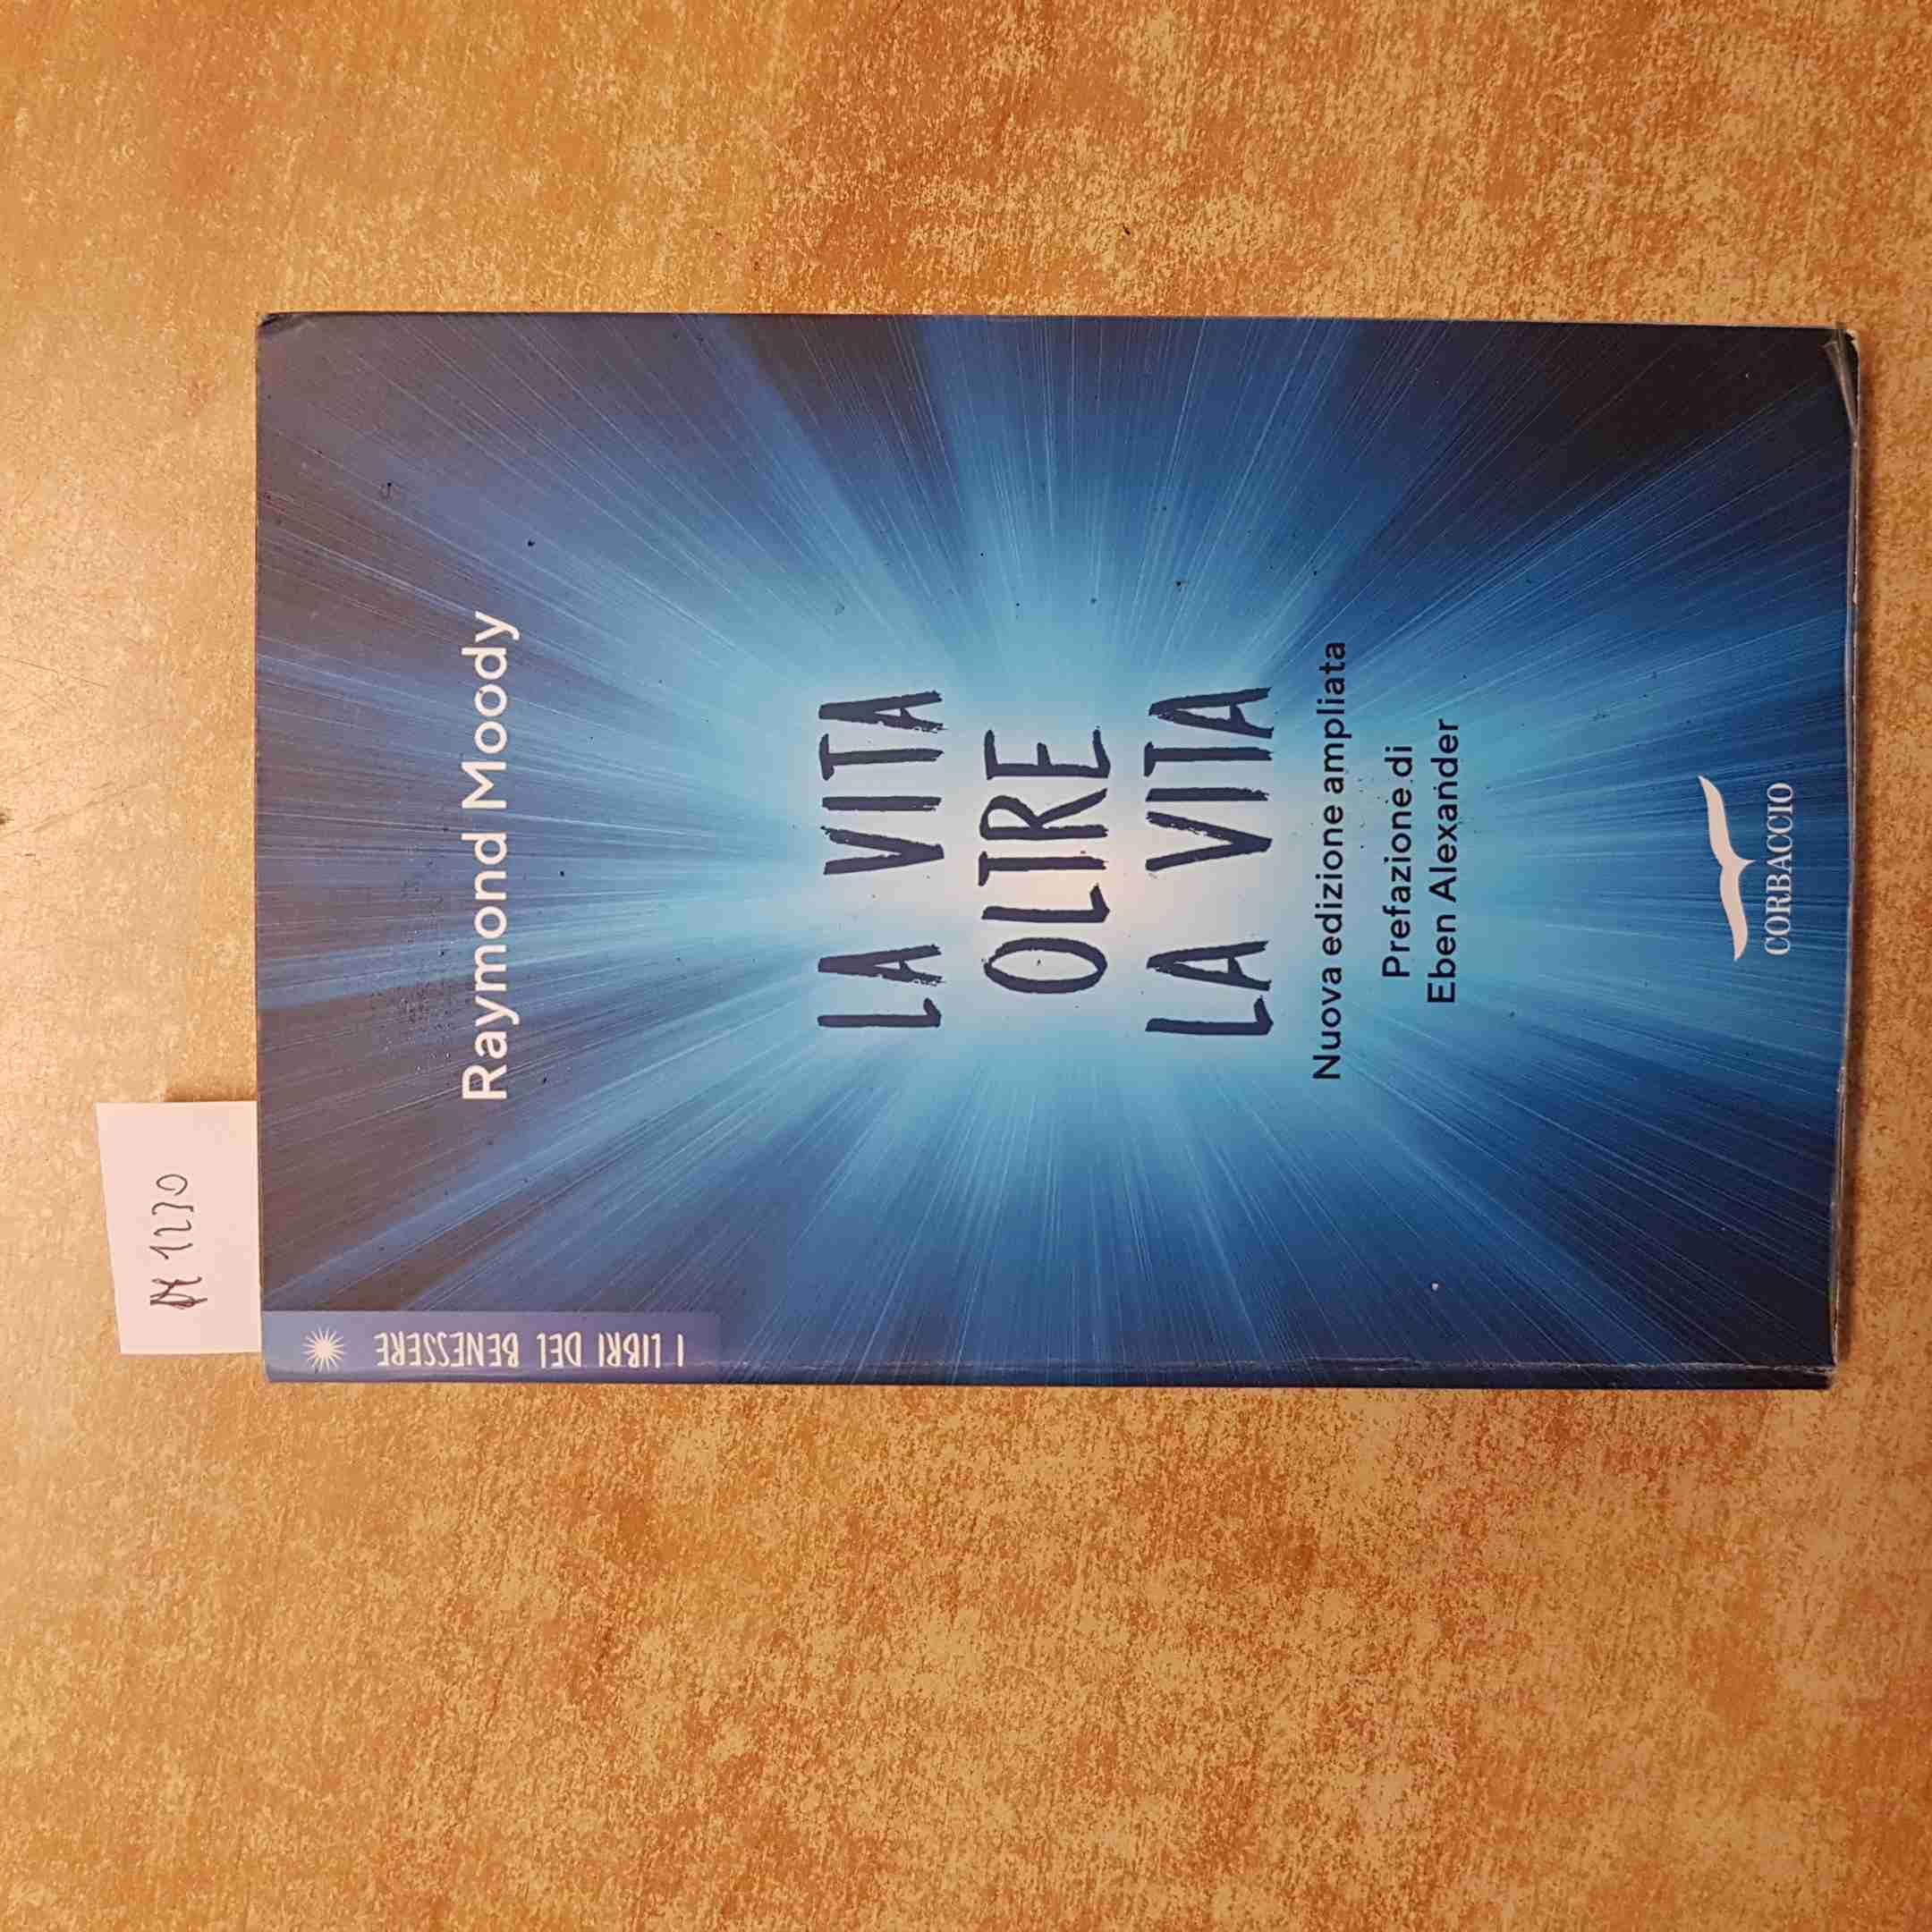 Raymond Moody
LA VITA
OLTRE
LA VITA
Nuova edizione ampliata
Prefazione di
Eben Alexander
CORBACCIO
I LIBRI DEL BENESSERE